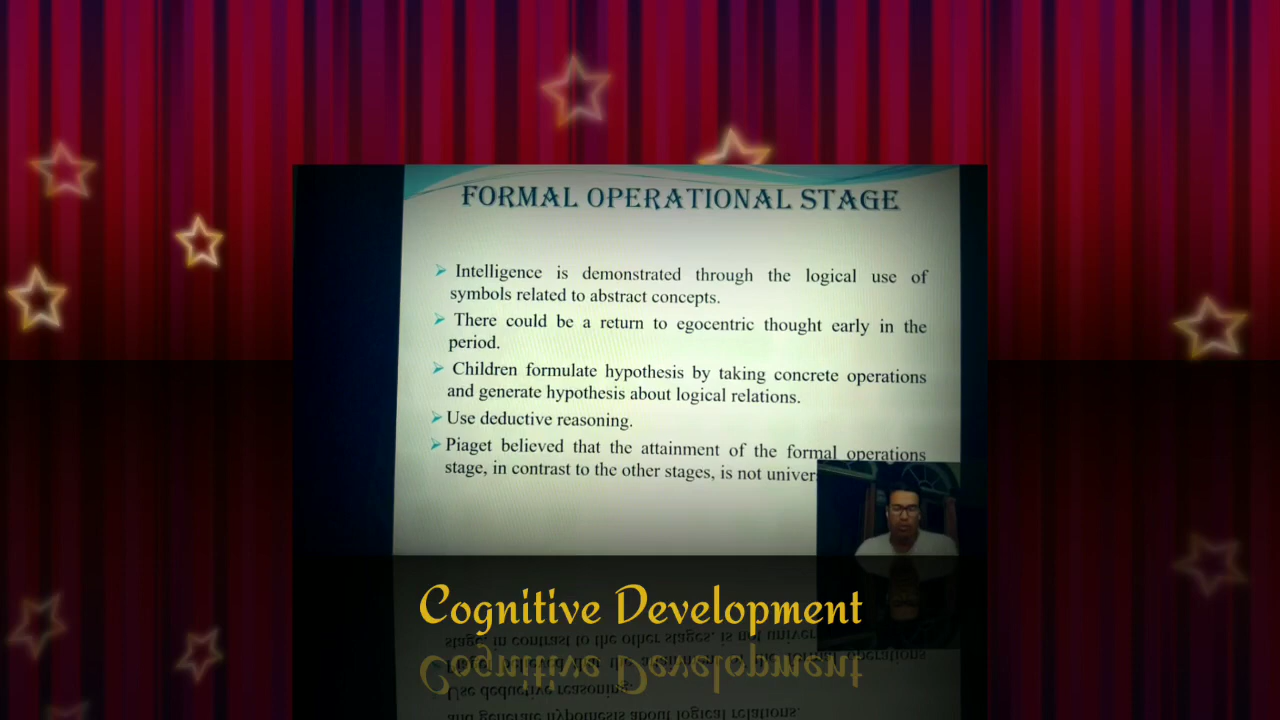 FORMAL OPERATIONAL STAGE
Intelligence is demonstrated through the logical use of
symbols related to abstract concepts.
There could be a return to egocentric thought early in the
period.
Children formulate hypothesis by taking concrete operations
and generate hypothesis about logical relations.
Use deductive reasoning.
Piaget believed that the attainment of the formal operations
stage, in contrast to the other stages, is not
Cognitive Development